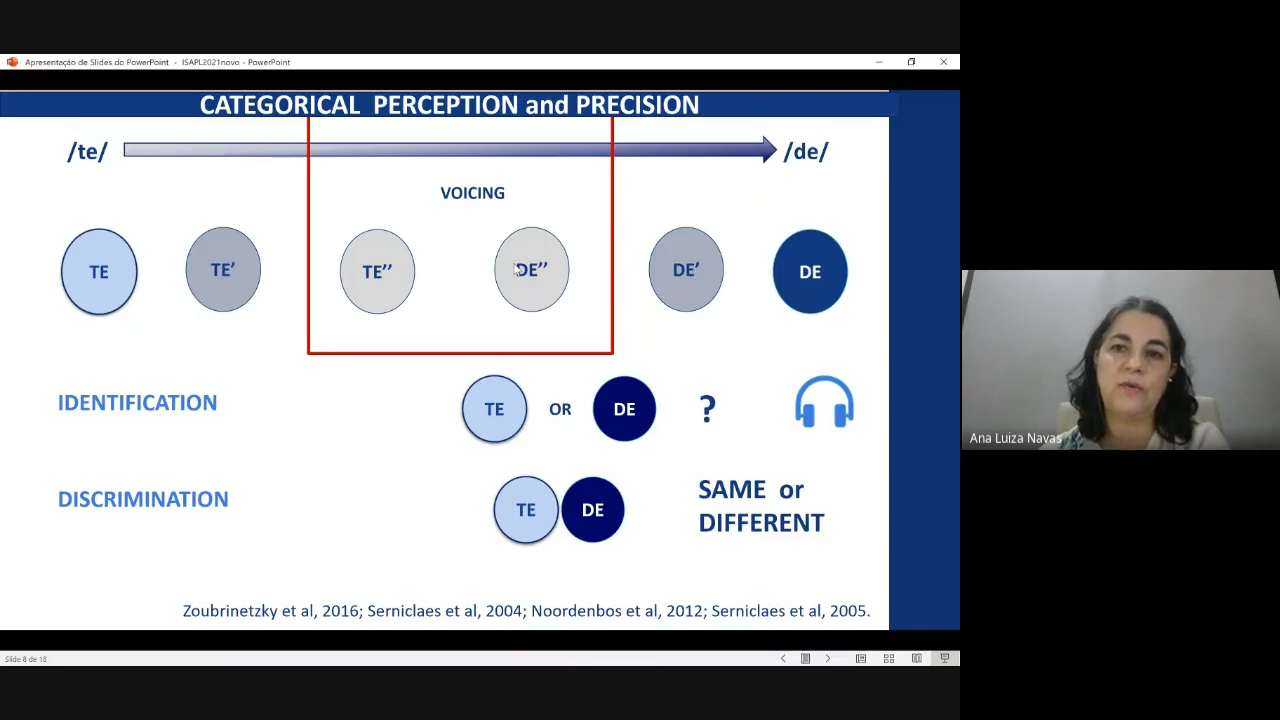 Apresentação de Slides do PowerPoint - ISAPL2021novo - PowerPoint
CATEGORICAL PERCEPTION and PRECISION
/te/ /de/
VOICING
TE TE’ TE’’ DE’’ DE’ DE
IDENTIFICATION TE OR DE ?
DISCRIMINATION TE DE SAME or
DIFFERENT
Zoubrinetzky et al, 2016; Serniclaes et al, 2004; Noordenbos et al, 2012; Serniclaes et al, 2005.
Slide 8 de 18
Ana Luiza Navas